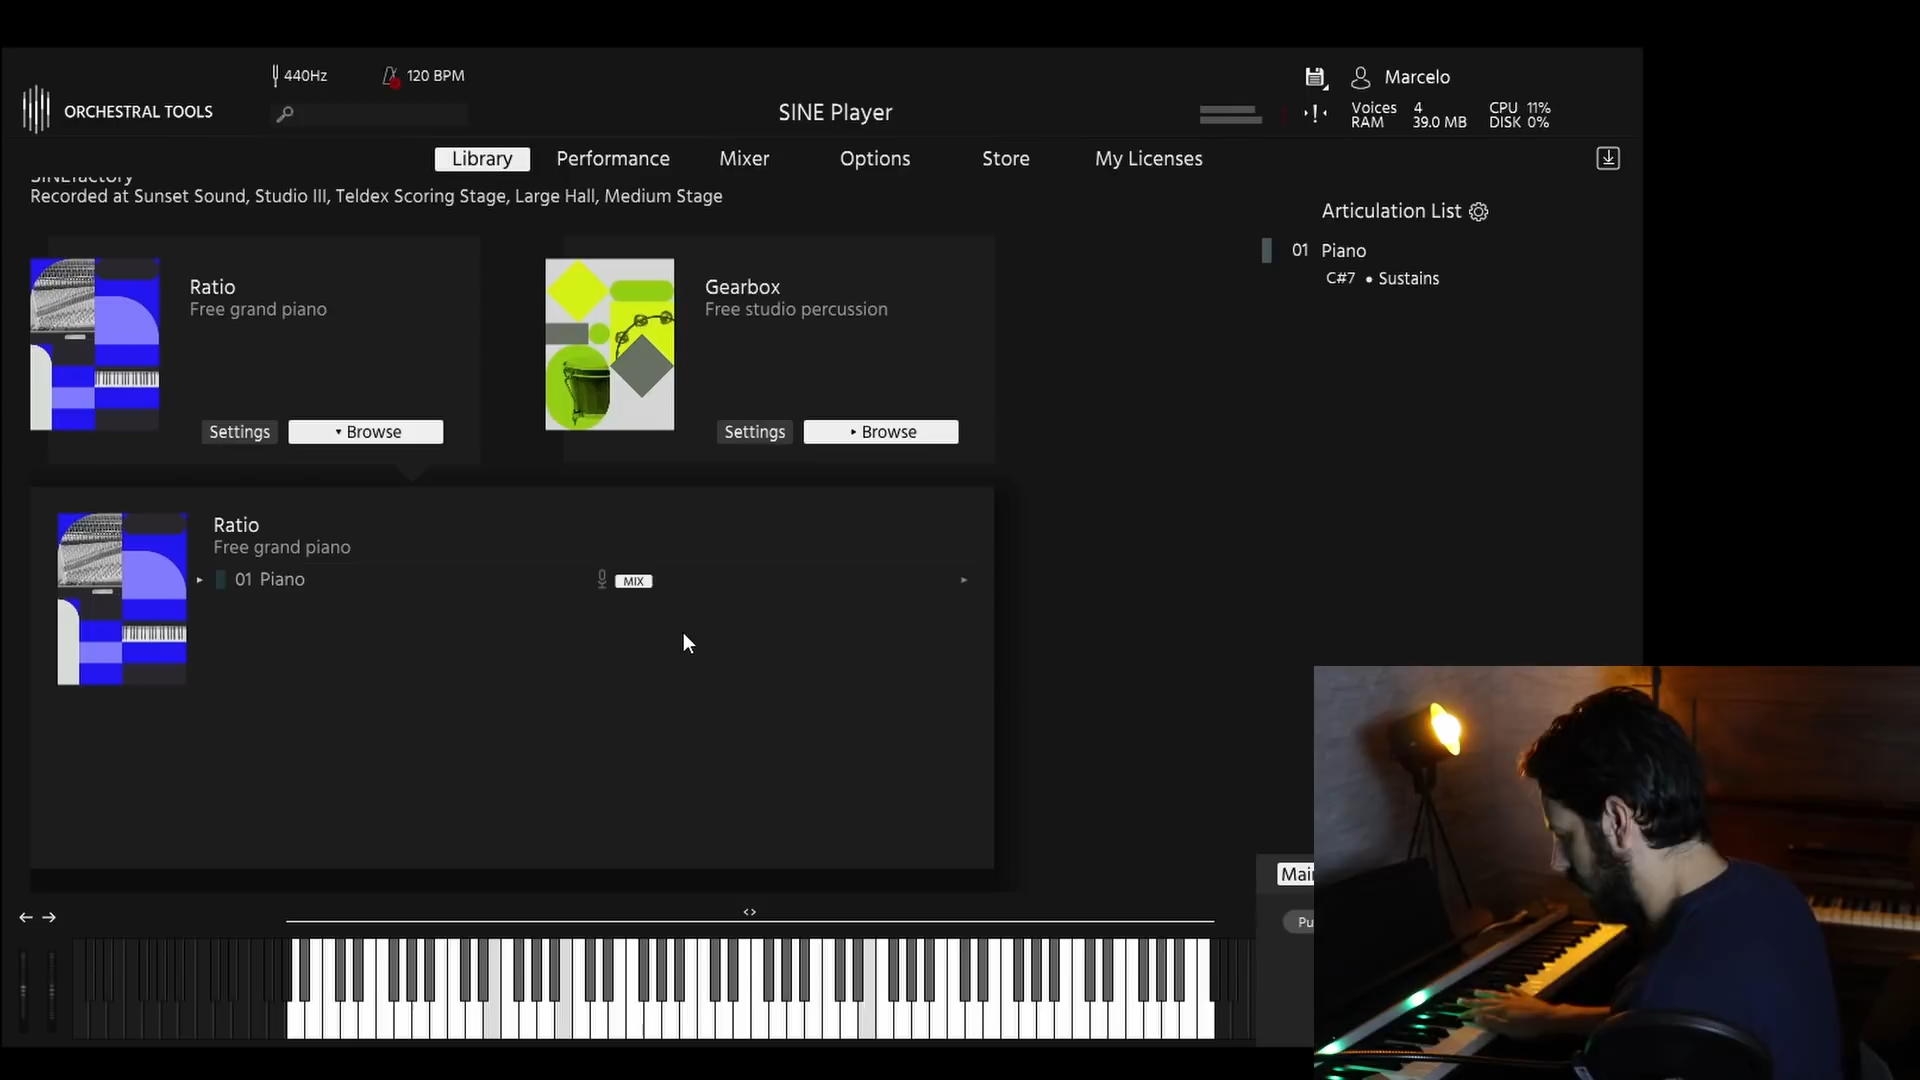 440Hz
120 BPM
Marcelo
ORCHESTRAL TOOLS
SINE Player
Voices 4
RAM 39.0 MB
CPU 11%
DISK 0%
Library
Performance
Mixer
Options
Store
My Licenses
SINEfactory
Recorded at Sunset Sound, Studio III, Teldex Scoring Stage, Large Hall, Medium Stage
Articulation List
01 Piano
C#7 • Sustains
Ratio
Free grand piano
Settings
Browse
Gearbox
Free studio percussion
Settings
Browse
Ratio
Free grand piano
01 Piano
MIX